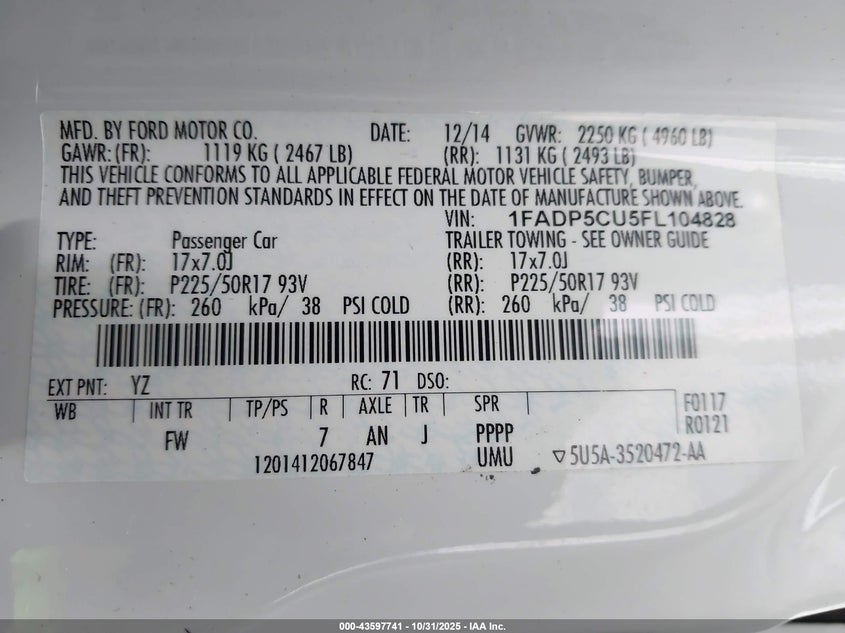 MFD. BY FORD MOTOR CO. DATE: 12/14 GVWR: 2250 KG ( 4960 LB)
GAWR: (FR): 1119 KG ( 2467 LB) (RR): 1131 KG ( 2493 LB)
THIS VEHICLE CONFORMS TO ALL APPLICABLE FEDERAL MOTOR VEHICLE SAFETY, BUMPER,
AND THEFT PREVENTION STANDARDS IN EFFECT ON THE DATE OF MANUFACTURE SHOWN ABOVE.
VIN: 1FADP5CU5FL104828
TYPE: Passenger Car TRAILER TOWING - SEE OWNER GUIDE
RIM: (FR): 17x7.0J (RR): 17x7.0J
TIRE: (FR): P225/50R17 93V (RR): P225/50R17 93V
PRESSURE: (FR): 260 kPa/ 38 PSI COLD (RR): 260 kPa/ 38 PSI COLD
EXT PNT: YZ RC: 71 DSO:
WB INT TR TP/PS R AXLE TR SPR F0117
R0121
FW 7 AN J PPPP
1201412067847 UMU ▽5U5A-3520472-AA
000-43597741 - 10/31/2025 - IAA Inc.